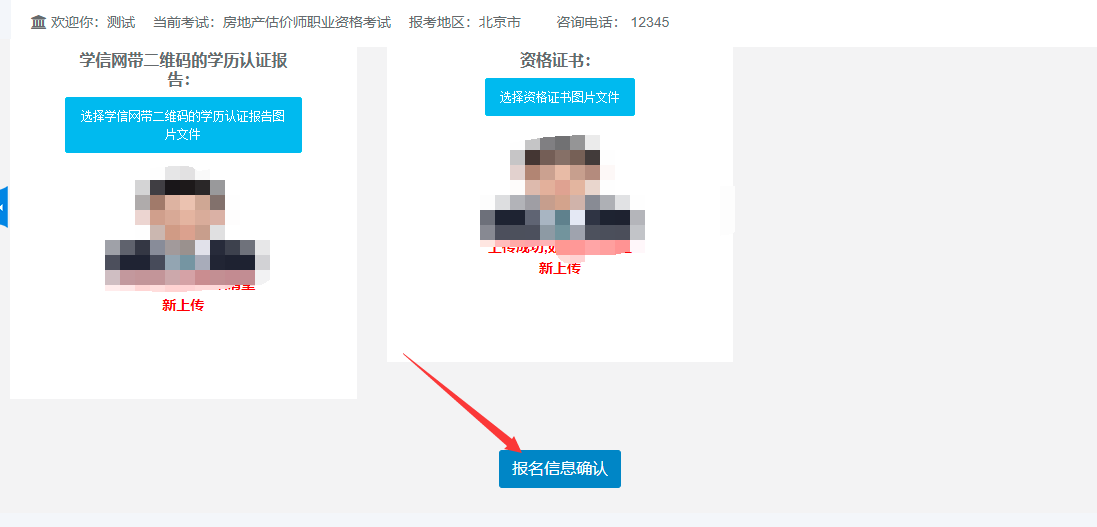 欢迎你：测试 当前考试：房地产估价师职业资格考试 报考地区：北京市 咨询电话： 12345
学信网带二维码的学历认证报
告：
选择学信网带二维码的学历认证报告图
片文件
新上传
资格证书：
选择资格证书图片文件
上传成功,
新上传
报名信息确认